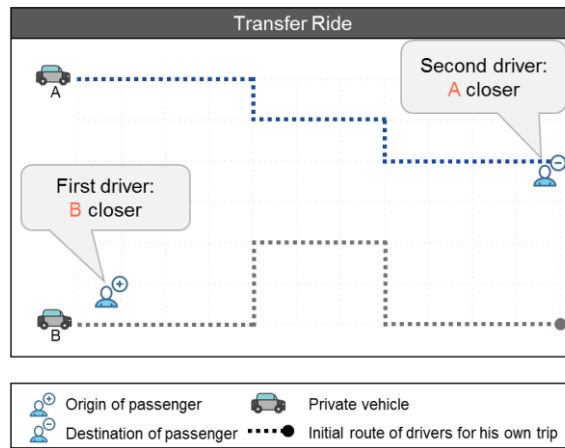 Transfer Ride
A
Second driver:
A closer
First driver:
B closer
B
Origin of passenger
Private vehicle
Destination of passenger
Initial route of drivers for his own trip